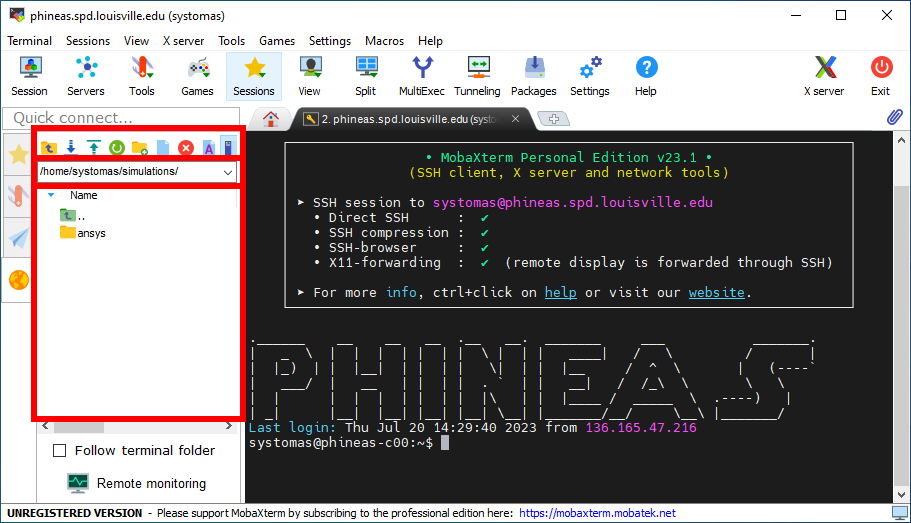 phineas.spd.louisville.edu (systomas)
Terminal Sessions View X server Tools Games Settings Macros Help
Session Servers Tools Games Sessions View Split MultiExec Tunneling Packages Settings Help X server Exit
Quick connect...
2. phineas.spd.louisville.edu (systo
/home/systomas/simulations/
Name
..
ansys
Follow terminal folder
Remote monitoring
• MobaXterm Personal Edition v23.1 •
(SSH client, X server and network tools)
➤ SSH session to systomas@phineas.spd.louisville.edu
• Direct SSH : ✔
• SSH compression : ✔
• SSH-browser : ✔
• X11-forwarding : ✔ (remote display is forwarded through SSH)
➤ For more info, ctrl+click on help or visit our website.
PHINEAS
Last login: Thu Jul 20 14:29:40 2023 from 136.165.47.216
systomas@phineas-c00:~$
UNREGISTERED VERSION - Please support MobaXterm by subscribing to the professional edition here: https://mobaxterm.mobatek.net